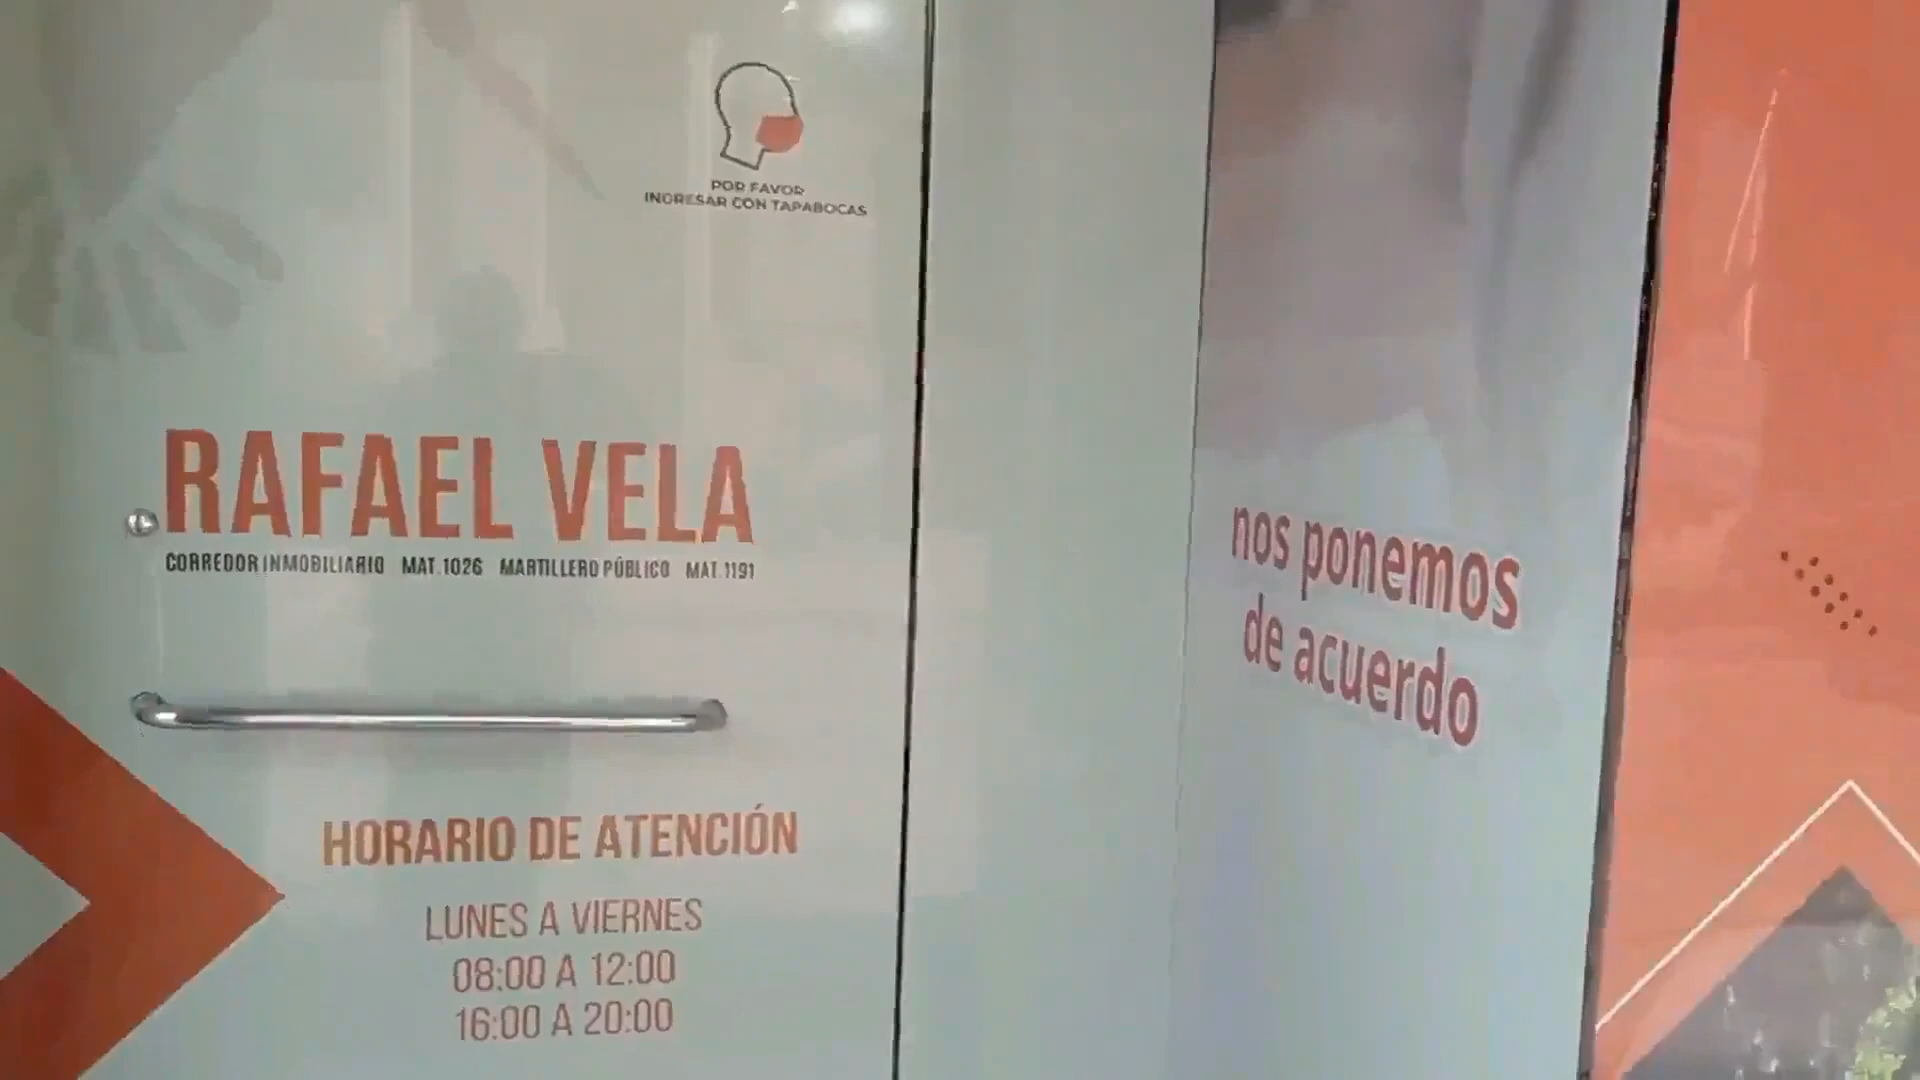 POR FAVOR
INGRESAR CON TAPABOCAS
RAFAEL VELA
CORREDOR INMOBILIARIO MAT.1026 MARTILLERO PÚBLICO MAT.1191
HORARIO DE ATENCIÓN
LUNES A VIERNES
08:00 A 12:00
16:00 A 20:00
nos ponemos
de acuerdo